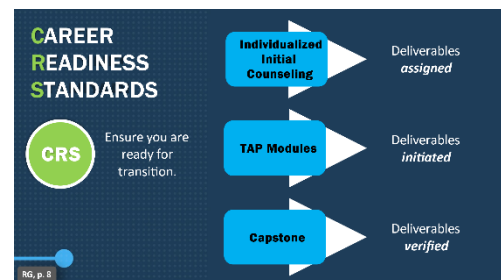 CAREER
READINESS
STANDARDS
CRS
Ensure you are
ready for
transition.
Individualized
Initial
Counseling
Deliverables
assigned
TAP Modules
Deliverables
initiated
Capstone
Deliverables
verified
RG, p. 8